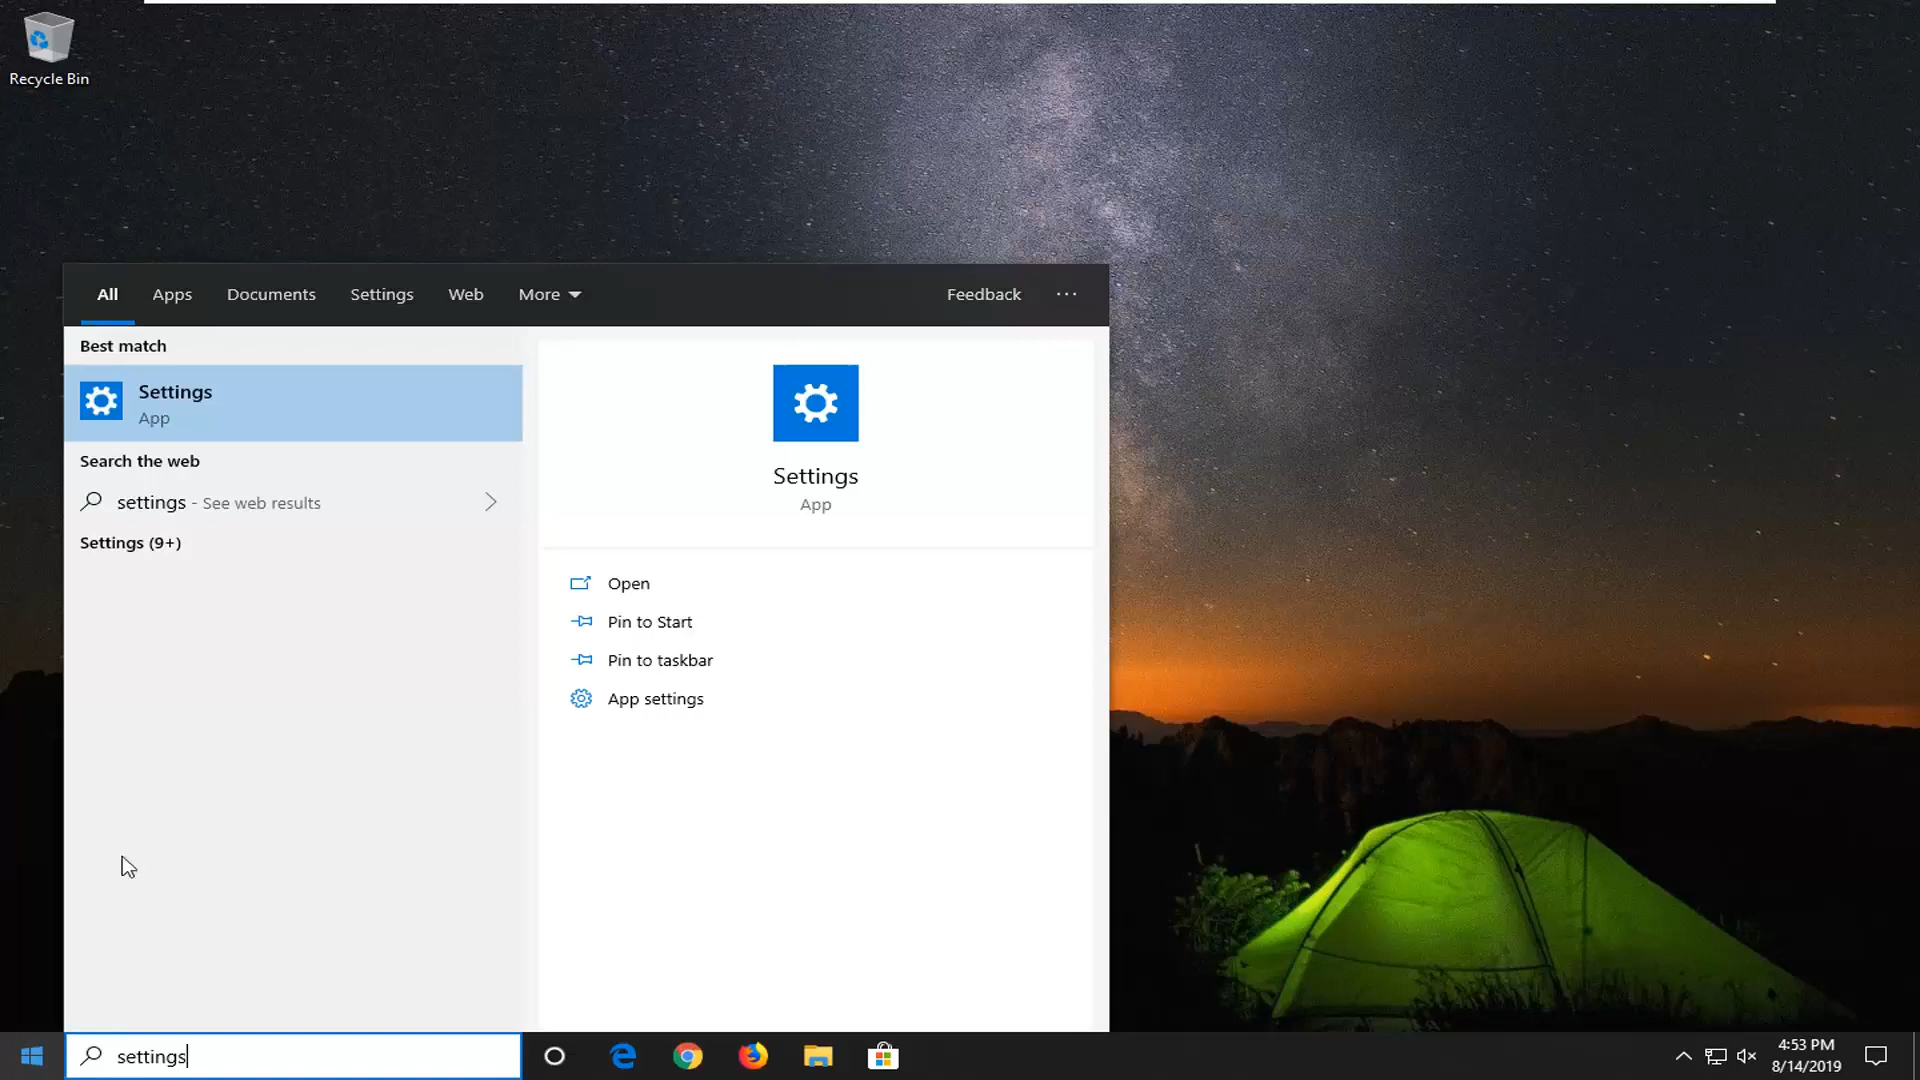 Recycle Bin
All Apps Documents Settings Web More Feedback ···
Best match
Settings
App
Search the web
settings - See web results
Settings (9+)
Settings
App
Open
Pin to Start
Pin to taskbar
App settings
settings
4:53 PM
8/14/2019